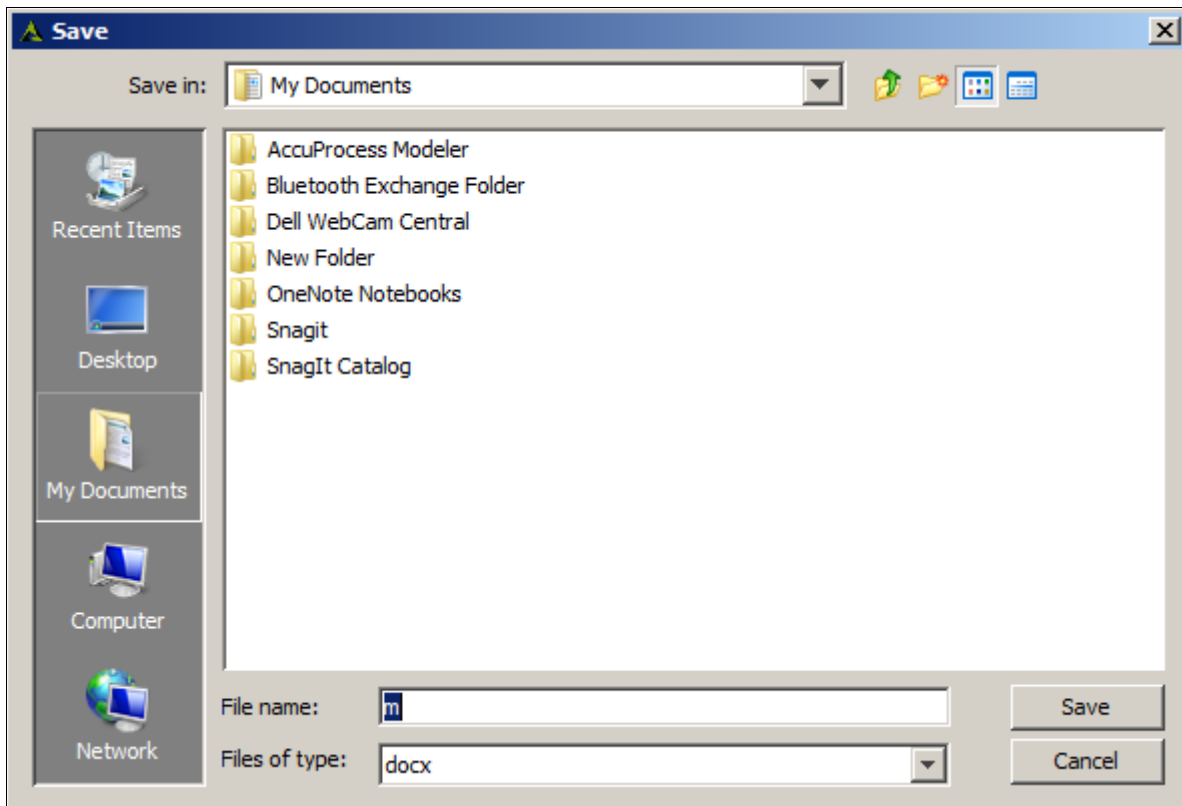 Save
Save in: My Documents
Recent Items
Desktop
My Documents
Computer
Network
AccuProcess Modeler
Bluetooth Exchange Folder
Dell WebCam Central
New Folder
OneNote Notebooks
Snagit
SnagIt Catalog
File name: m Save
Files of type: docx Cancel